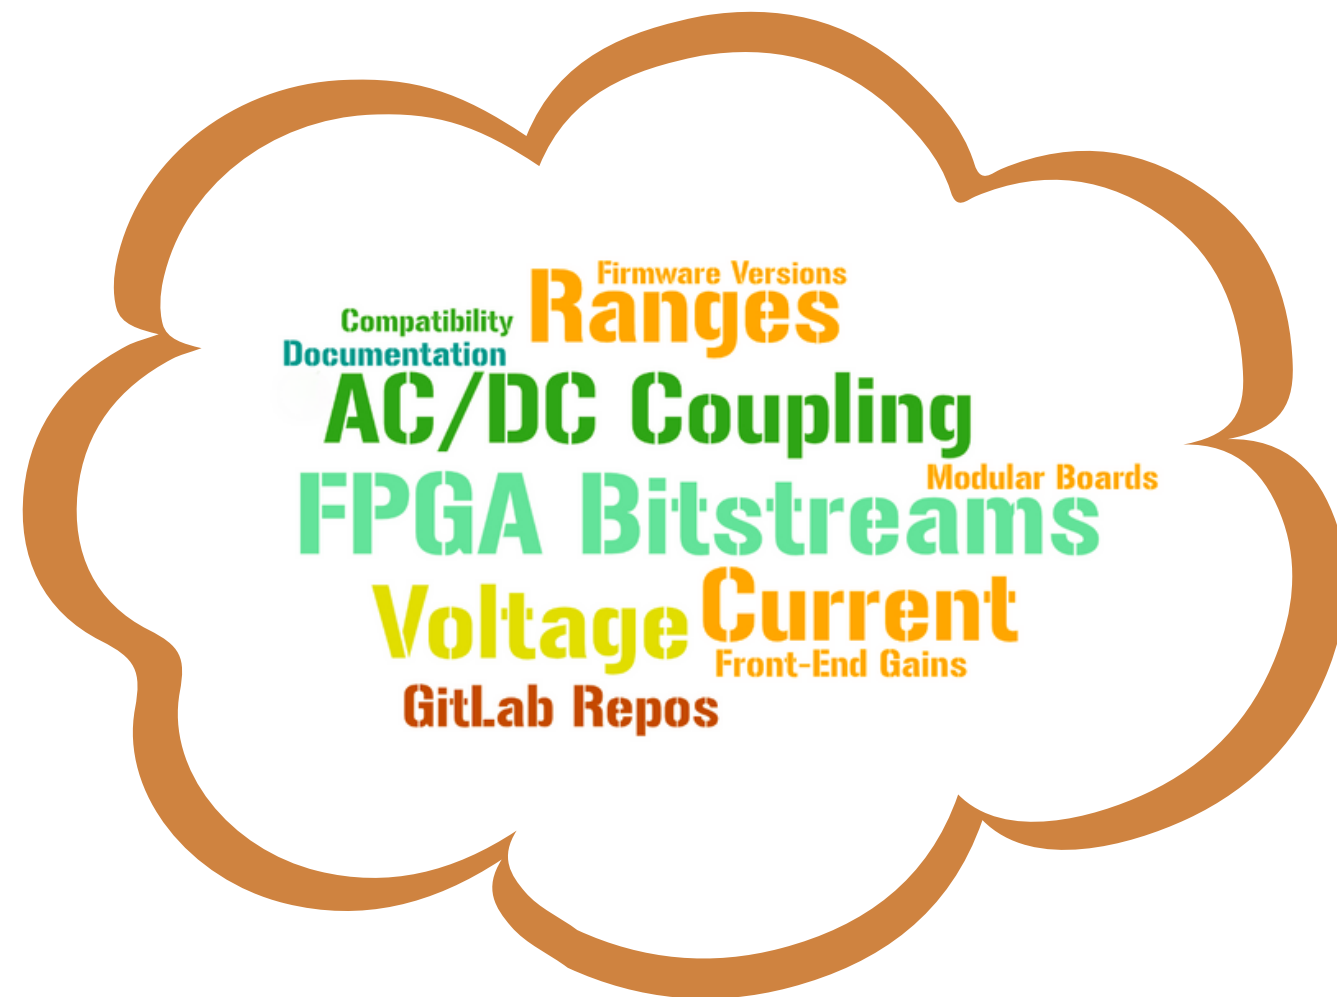 Firmware Versions
Ranges
Compatibility
Documentation
AC/DC Coupling
Modular Boards
FPGA Bitstreams
Voltage
Current
Front-End Gains
GitLab Repos